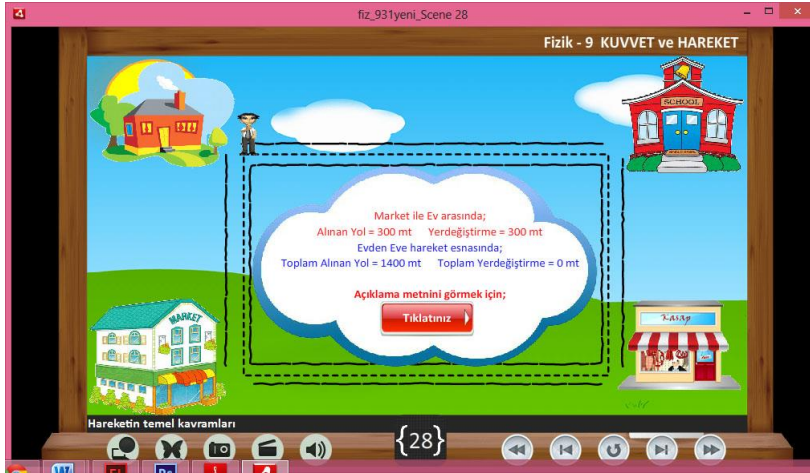 fiz_931yeni_Scene 28
Fizik - 9 KUVVET ve HAREKET
SCHOOL
Market ile Ev arasında;
Alınan Yol = 300 mt Yerdeğiştirme = 300 mt
Evden Eve hareket esnasında;
Toplam Alınan Yol = 1400 mt Toplam Yerdeğiştirme = 0 mt
Açıklama metnini görmek için;
Tıklatınız
MARKET
Kasap
Hareketin temel kavramları
{28}